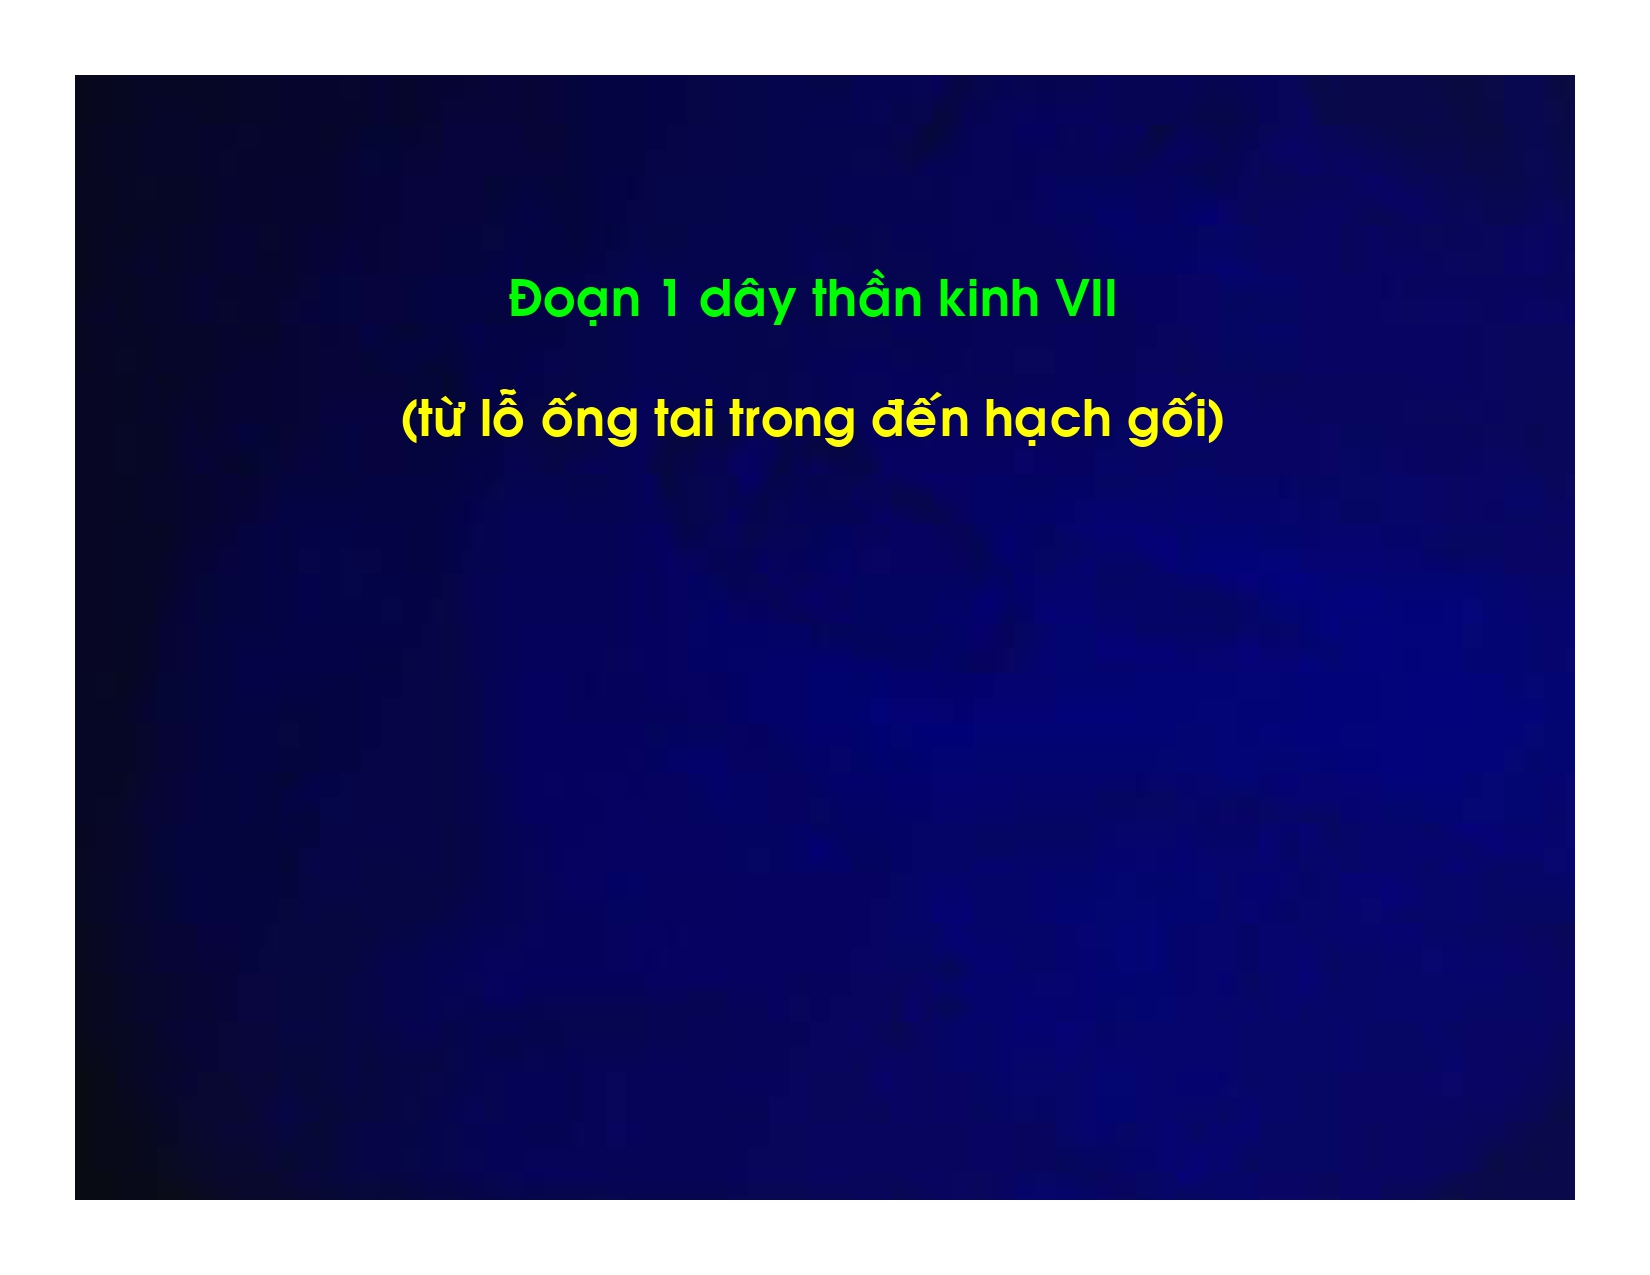 Đoạn 1 dây thần kinh VII
(từ lỗ ống tai trong đến hạch gối)